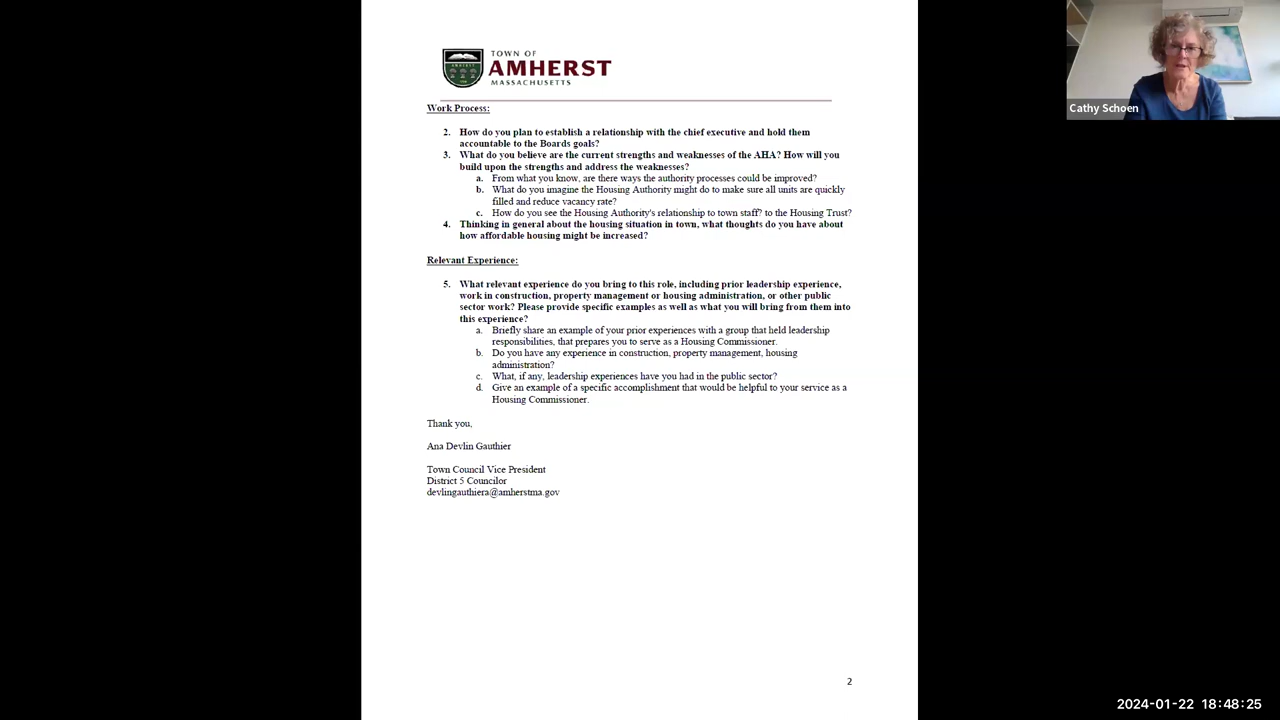 TOWN OF
AMHERST
MASSACHUSETTS
Work Process:
2. How do you plan to establish a relationship with the chief executive and hold them
accountable to the Boards goals?
3. What do you believe are the current strengths and weaknesses of the AHA? How will you
build upon the strengths and address the weaknesses?
a. From what you know, are there ways the authority processes could be improved?
b. What do you imagine the Housing Authority might do to make sure all units are quickly
filled and reduce vacancy rate?
c. How do you see the Housing Authority's relationship to town staff? to the Housing Trust?
4. Thinking in general about the housing situation in town, what thoughts do you have about
how affordable housing might be increased?
Relevant Experience:
5. What relevant experience do you bring to this role, including prior leadership experience,
work in construction, property management or housing administration, or other public
sector work? Please provide specific examples as well as what you will bring from them into
this experience?
a. Briefly share an example of your prior experiences with a group that held leadership
responsibilities, that prepares you to serve as a Housing Commissioner.
b. Do you have any experience in construction, property management, housing
administration?
c. What, if any, leadership experiences have you had in the public sector?
d. Give an example of a specific accomplishment that would be helpful to your service as a
Housing Commissioner.
Thank you,
Ana Devlin Gauthier
Town Council Vice President
District 5 Councilor
devlingauthiera@amherstma.gov
2
Cathy Schoen
2024-01-22 18:48:25